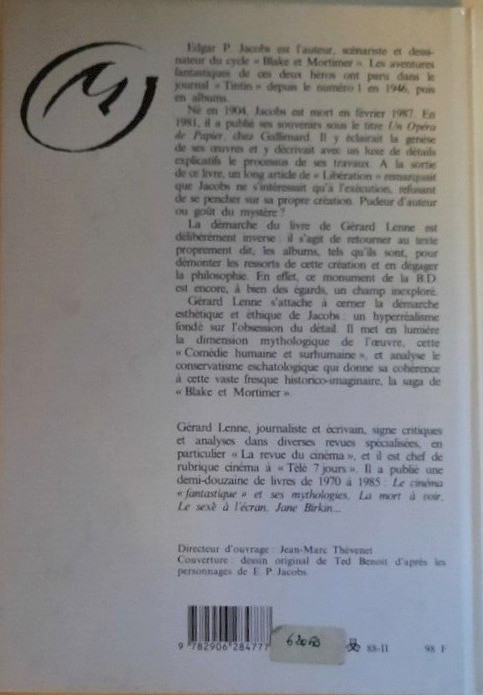 Edgar P. Jacobs est l'auteur, scénariste et dessi-
nateur du cycle « Blake et Mortimer ». Les aventures
fantastiques de ces deux héros ont paru dans le
journal « Tintin » depuis le numéro 1 en 1946, puis
en albums.
Né en 1904, Jacobs est mort en février 1987. En
1981, il a publié ses souvenirs sous le titre Un Opéra
de Papier, chez Gallimard. Il y éclairait la genèse
de ses œuvres et y décrivait avec un luxe de détails
explicatifs le processus de ses travaux. A la sortie
de ce livre, un long article de « Libération » remarquait
que Jacobs ne s'intéressait qu'à l'exécution, refusant
de se pencher sur sa propre création. Pudeur d'auteur
ou goût du mystère ?
La démarche du livre de Gérard Lenne est
délibérément inverse : il s'agit de retourner au texte
proprement dit, les albums, tels qu'ils sont, pour
démonter les ressorts de cette création et en dégager
la philosophie. En effet, ce monument de la B.D.
est encore, à bien des égards, un champ inexploré.
Gérard Lenne s'attache à cerner la démarche
esthétique et éthique de Jacobs : un hyperréalisme
fondé sur l'obsession du détail. Il met en lumière
la dimension mythologique de l'œuvre, cette
« Comédie humaine et surhumaine », et analyse le
conservatisme eschatologique qui donne sa cohérence
à cette vaste fresque historico-imaginaire, la saga de
« Blake et Mortimer ».
Gérard Lenne, journaliste et écrivain, signe critiques
et analyses dans diverses revues spécialisées, en
particulier « La revue du cinéma », et il est chef de
rubrique cinéma à « Télé 7 jours ». Il a publié une
demi-douzaine de livres de 1970 à 1985 : Le cinéma
« fantastique » et ses mythologies, La mort à voir,
Le sexe à l'écran, Jane Birkin...
Directeur d'ouvrage : Jean-Marc Thévenet
Couverture : dessin original de Ted Benoit d'après les
personnages de E. P. Jacobs
9 782906 284777
88-II
98 F